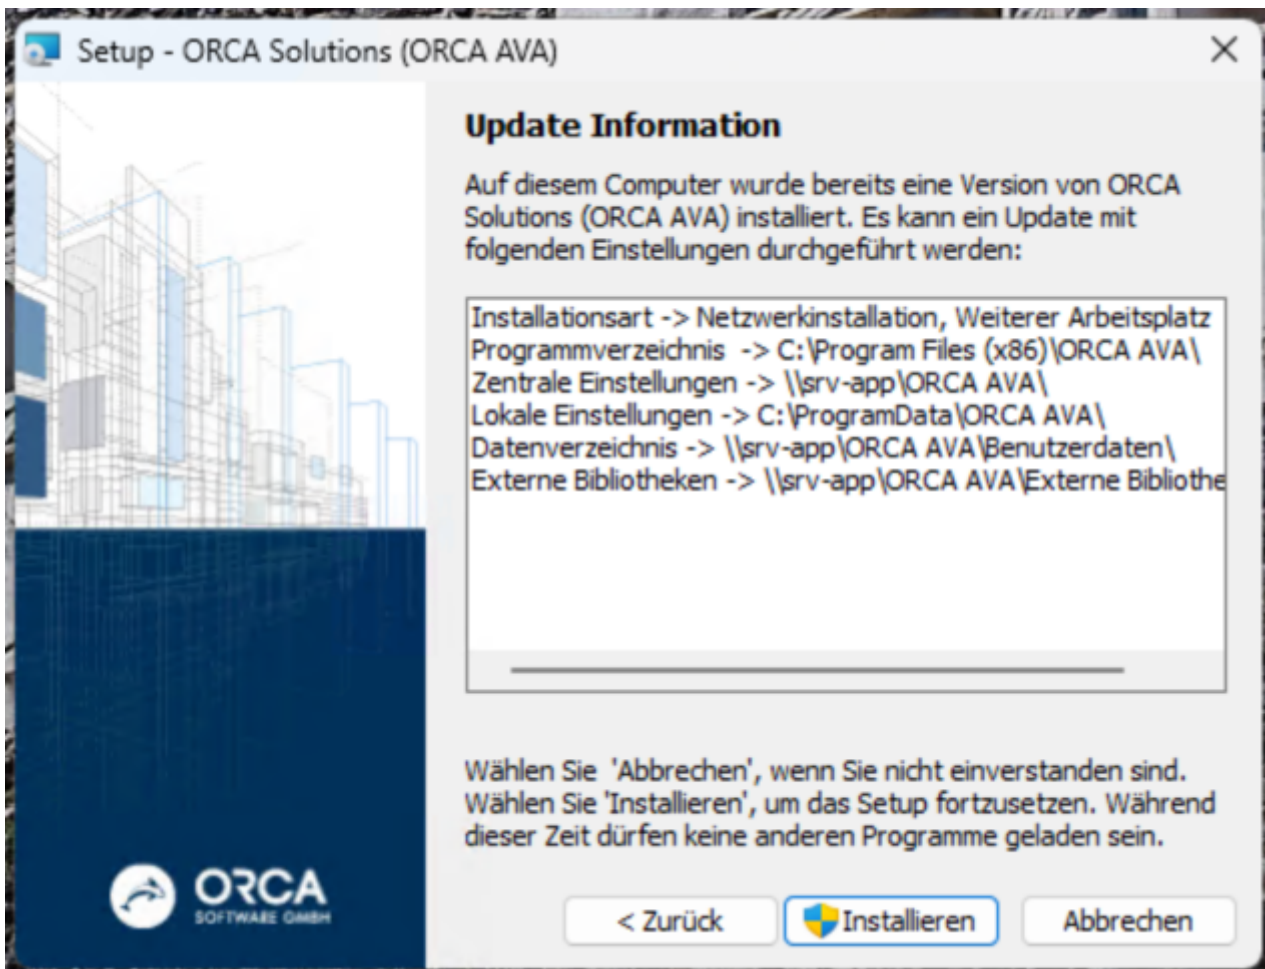 Setup - ORCA Solutions (ORCA AVA)
Update Information
Auf diesem Computer wurde bereits eine Version von ORCA
Solutions (ORCA AVA) installiert. Es kann ein Update mit
folgenden Einstellungen durchgeführt werden:
Installationsart -> Netzwerkinstallation, Weiterer Arbeitsplatz
Programmverzeichnis  -> C:\Program Files (x86)\ORCA AVA\
Zentrale Einstellungen -> \\srv-app\ORCA AVA\
Lokale Einstellungen -> C:\ProgramData\ORCA AVA\
Datenverzeichnis -> \\srv-app\ORCA AVA\Benutzerdaten\
Externe Bibliotheken -> \\srv-app\ORCA AVA\Externe Bibliothe
Wählen Sie  'Abbrechen', wenn Sie nicht einverstanden sind.
Wählen Sie 'Installieren', um das Setup fortzusetzen. Während
dieser Zeit dürfen keine anderen Programme geladen sein.
ORCA
SOFTWARE GMBH
< Zurück
Installieren
Abbrechen